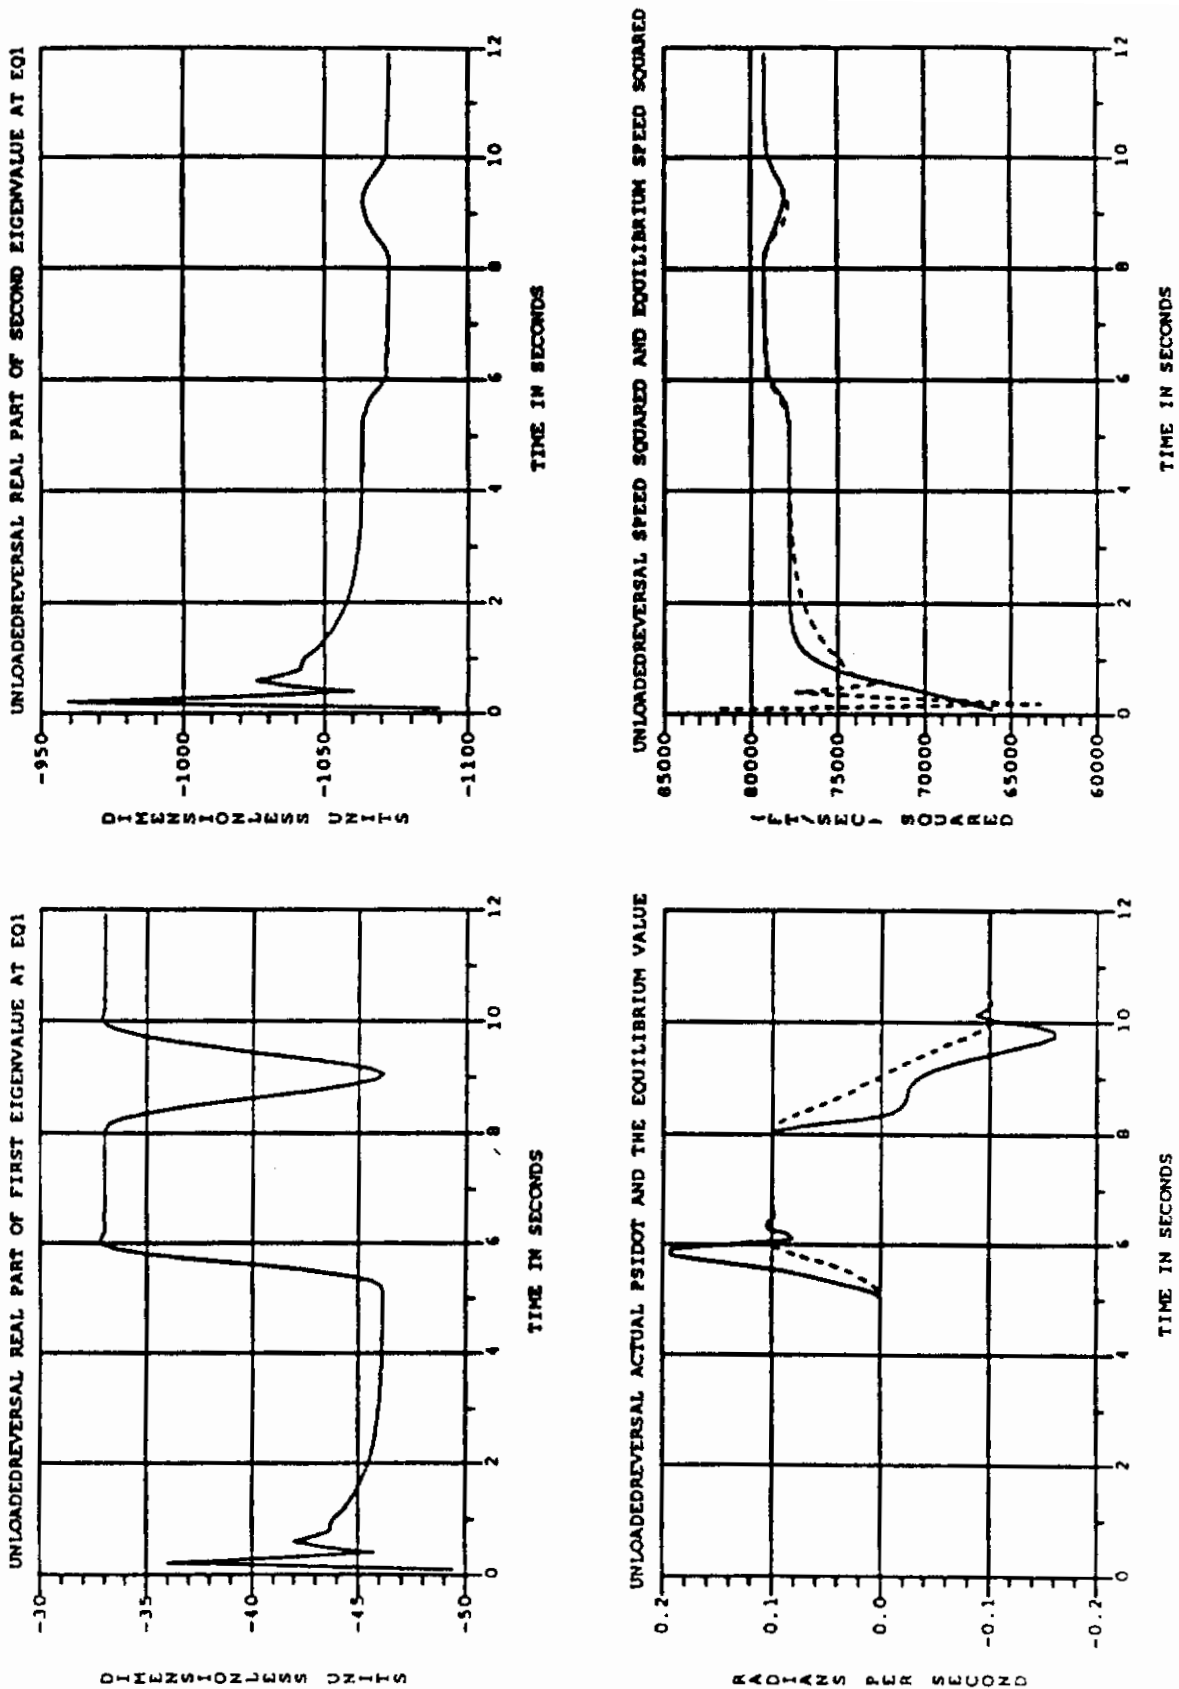 UNLOADEDREVERSAL REAL PART OF FIRST EIGENVALUE AT EQ1
-30
-35
-40
-45
-50
DIMENSIONLESS UNITS
0 2 4 6 8 10 12
TIME IN SECONDS
UNLOADEDREVERSAL REAL PART OF SECOND EIGENVALUE AT EQ1
-950
-1000
-1050
-1100
DIMENSIONLESS UNITS
0 2 4 6 8 10 12
TIME IN SECONDS
UNLOADEDREVERSAL ACTUAL PSIDOT AND THE EQUILIBRIUM VALUE
0.2
0.1
0.0
-0.1
-0.2
RADIANS PER SECOND
0 2 4 6 8 10 12
TIME IN SECONDS
UNLOADEDREVERSAL SPEED SQUARED AND EQUILIBRIUM SPEED SQUARED
85000
80000
75000
70000
65000
60000
(FT/SEC) SQUARED
0 2 4 6 8 10 12
TIME IN SECONDS